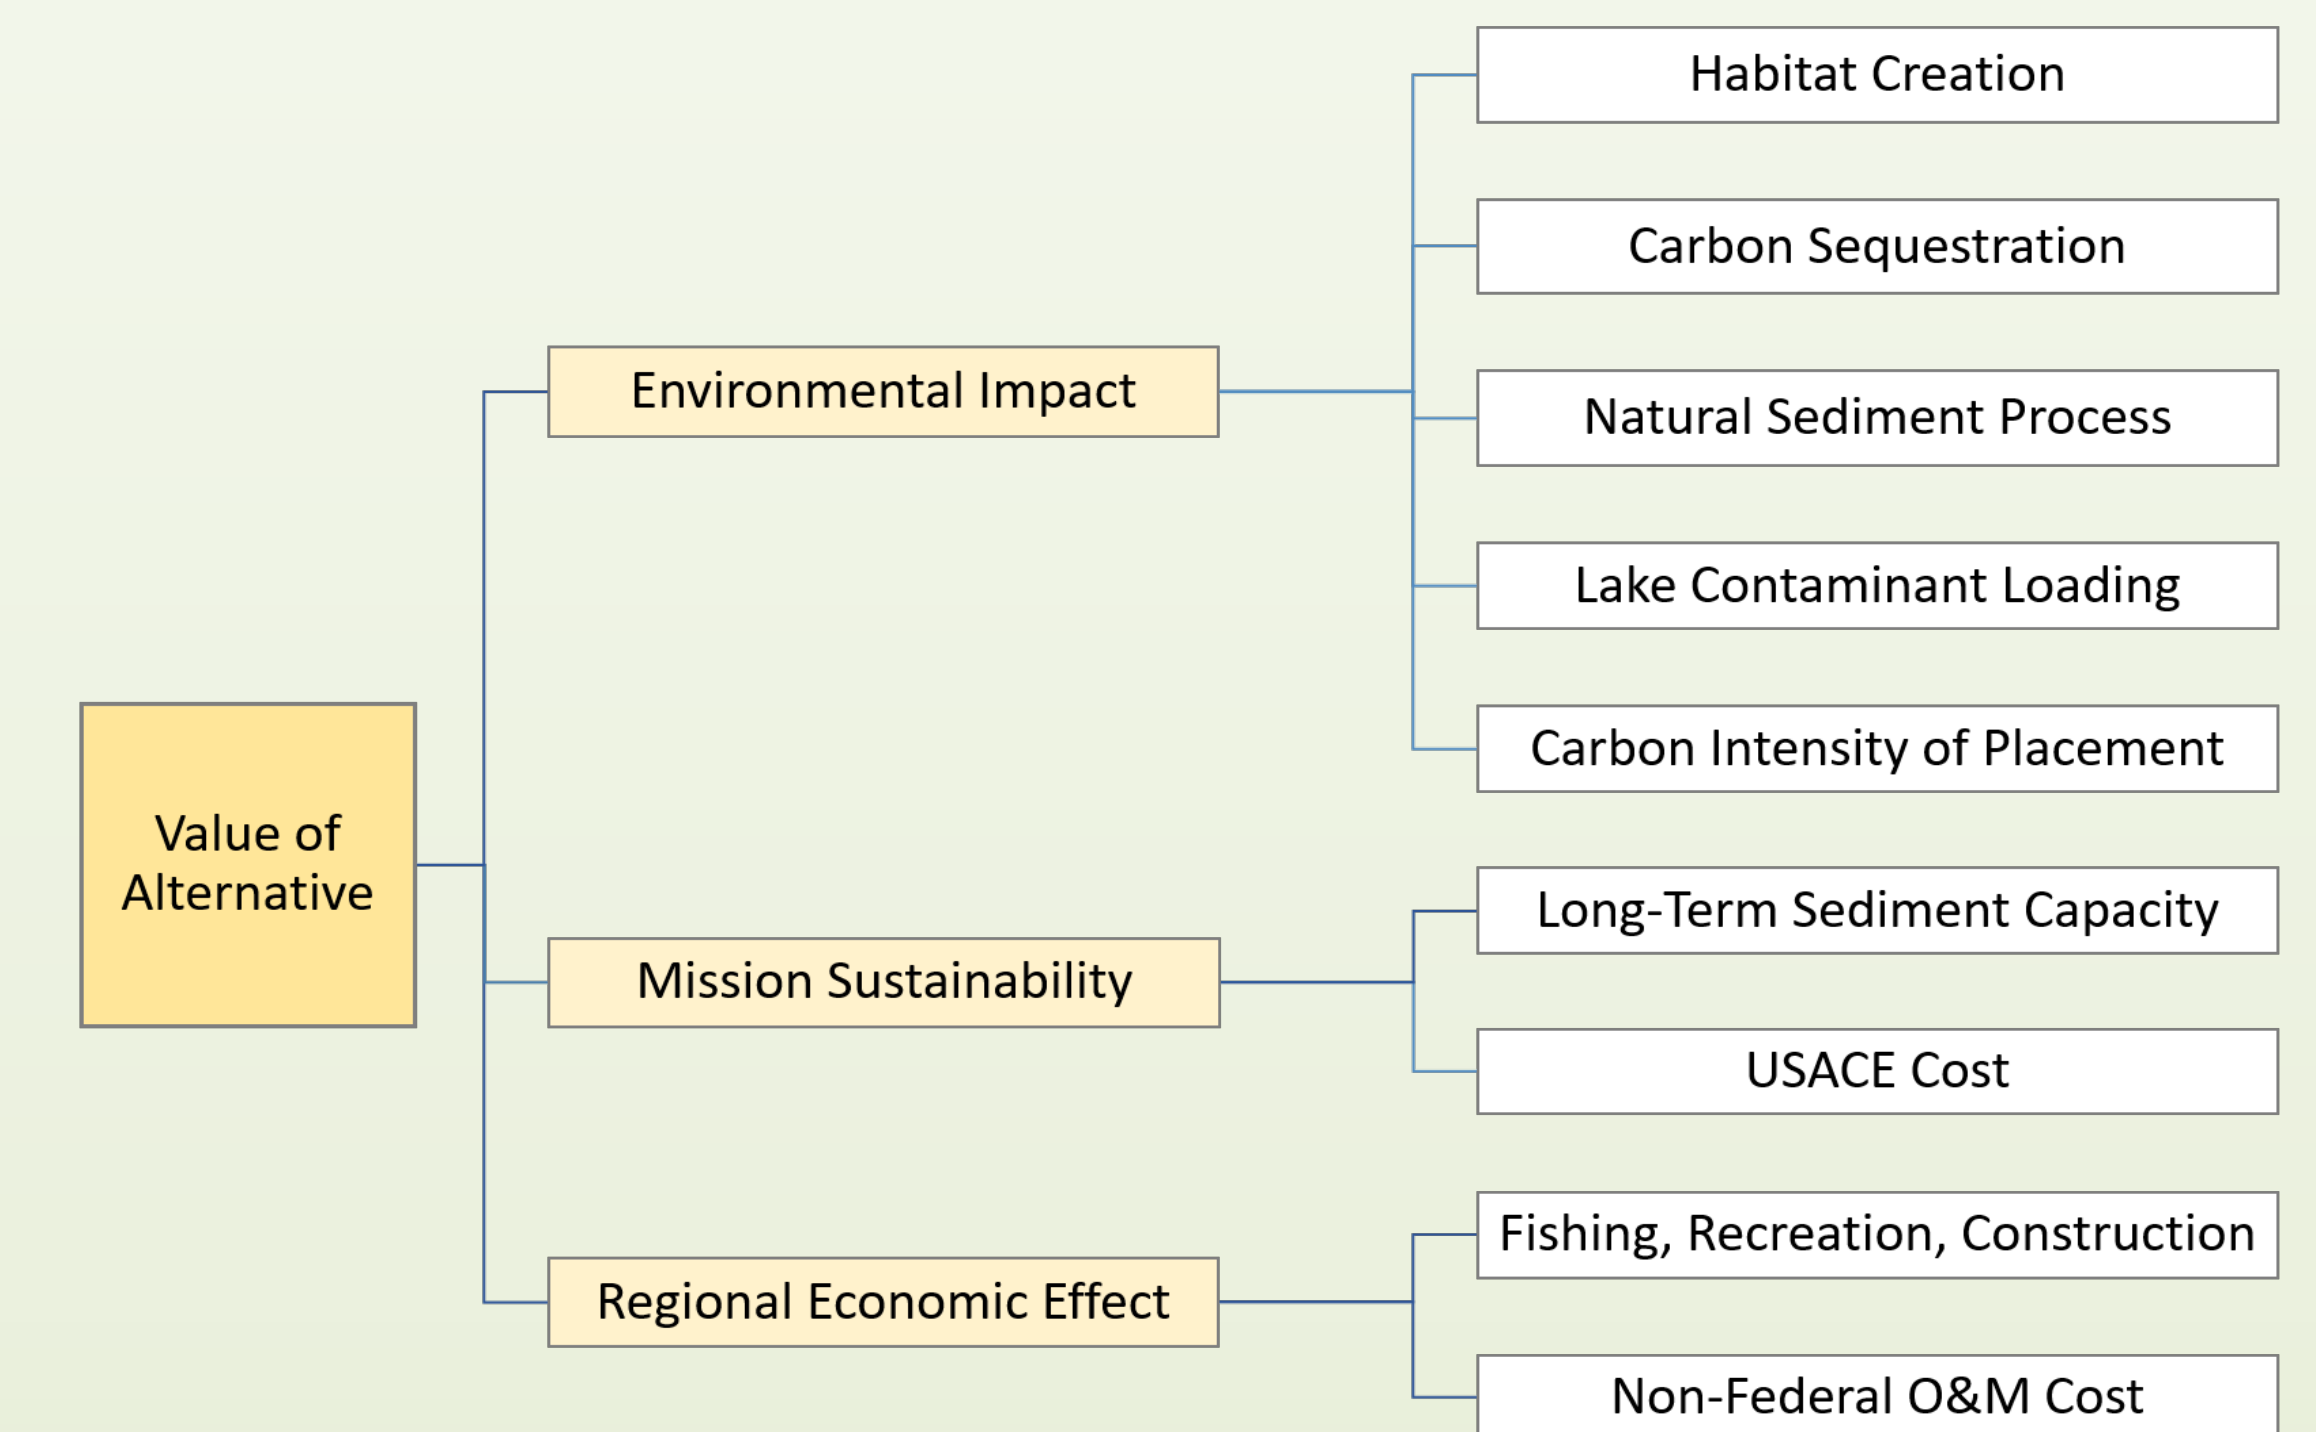 Value of
Alternative
Environmental Impact
Habitat Creation
Carbon Sequestration
Natural Sediment Process
Lake Contaminant Loading
Carbon Intensity of Placement
Mission Sustainability
Long-Term Sediment Capacity
USACE Cost
Regional Economic Effect
Fishing, Recreation, Construction
Non-Federal O&M Cost